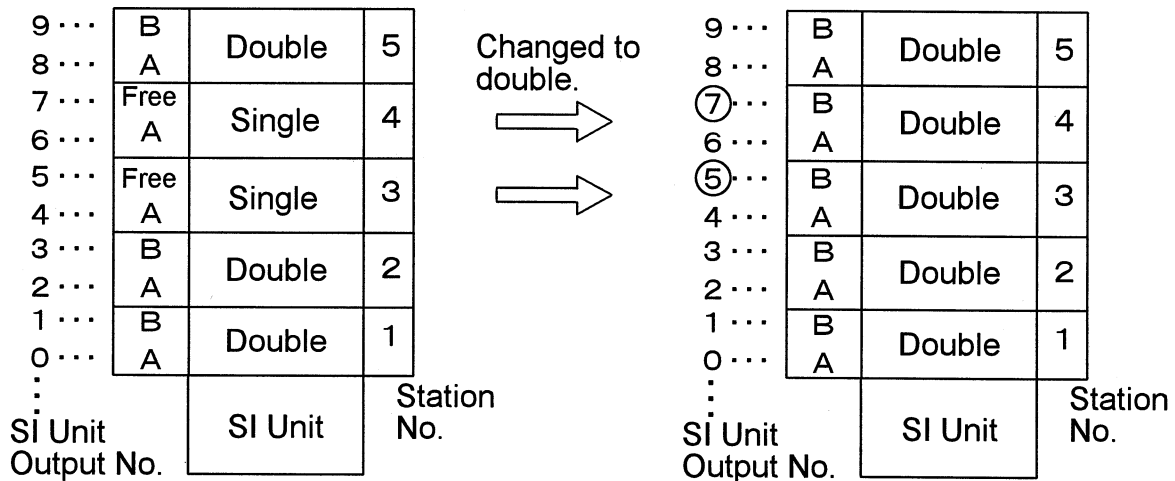 9··· B Double 5
8··· A
7··· Free Single 4
6··· A
5··· Free Single 3
4··· A
3··· B Double 2
2··· A
1··· B Double 1
0··· A
SI Unit
Output No.
SI Unit
Station
No.
Changed to
double.
9··· B Double 5
8··· A
⑦··· B Double 4
6··· A
⑤··· B Double 3
4··· A
3··· B Double 2
2··· A
1··· B Double 1
0··· A
SI Unit
Output No.
SI Unit
Station
No.